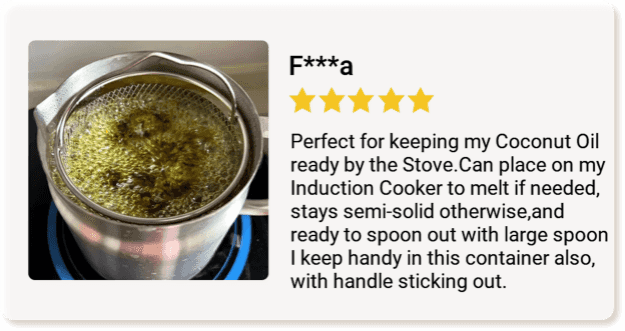 F***a
Perfect for keeping my Coconut Oil
ready by the Stove.Can place on my
Induction Cooker to melt if needed,
stays semi-solid otherwise,and
ready to spoon out with large spoon
I keep handy in this container also,
with handle sticking out.